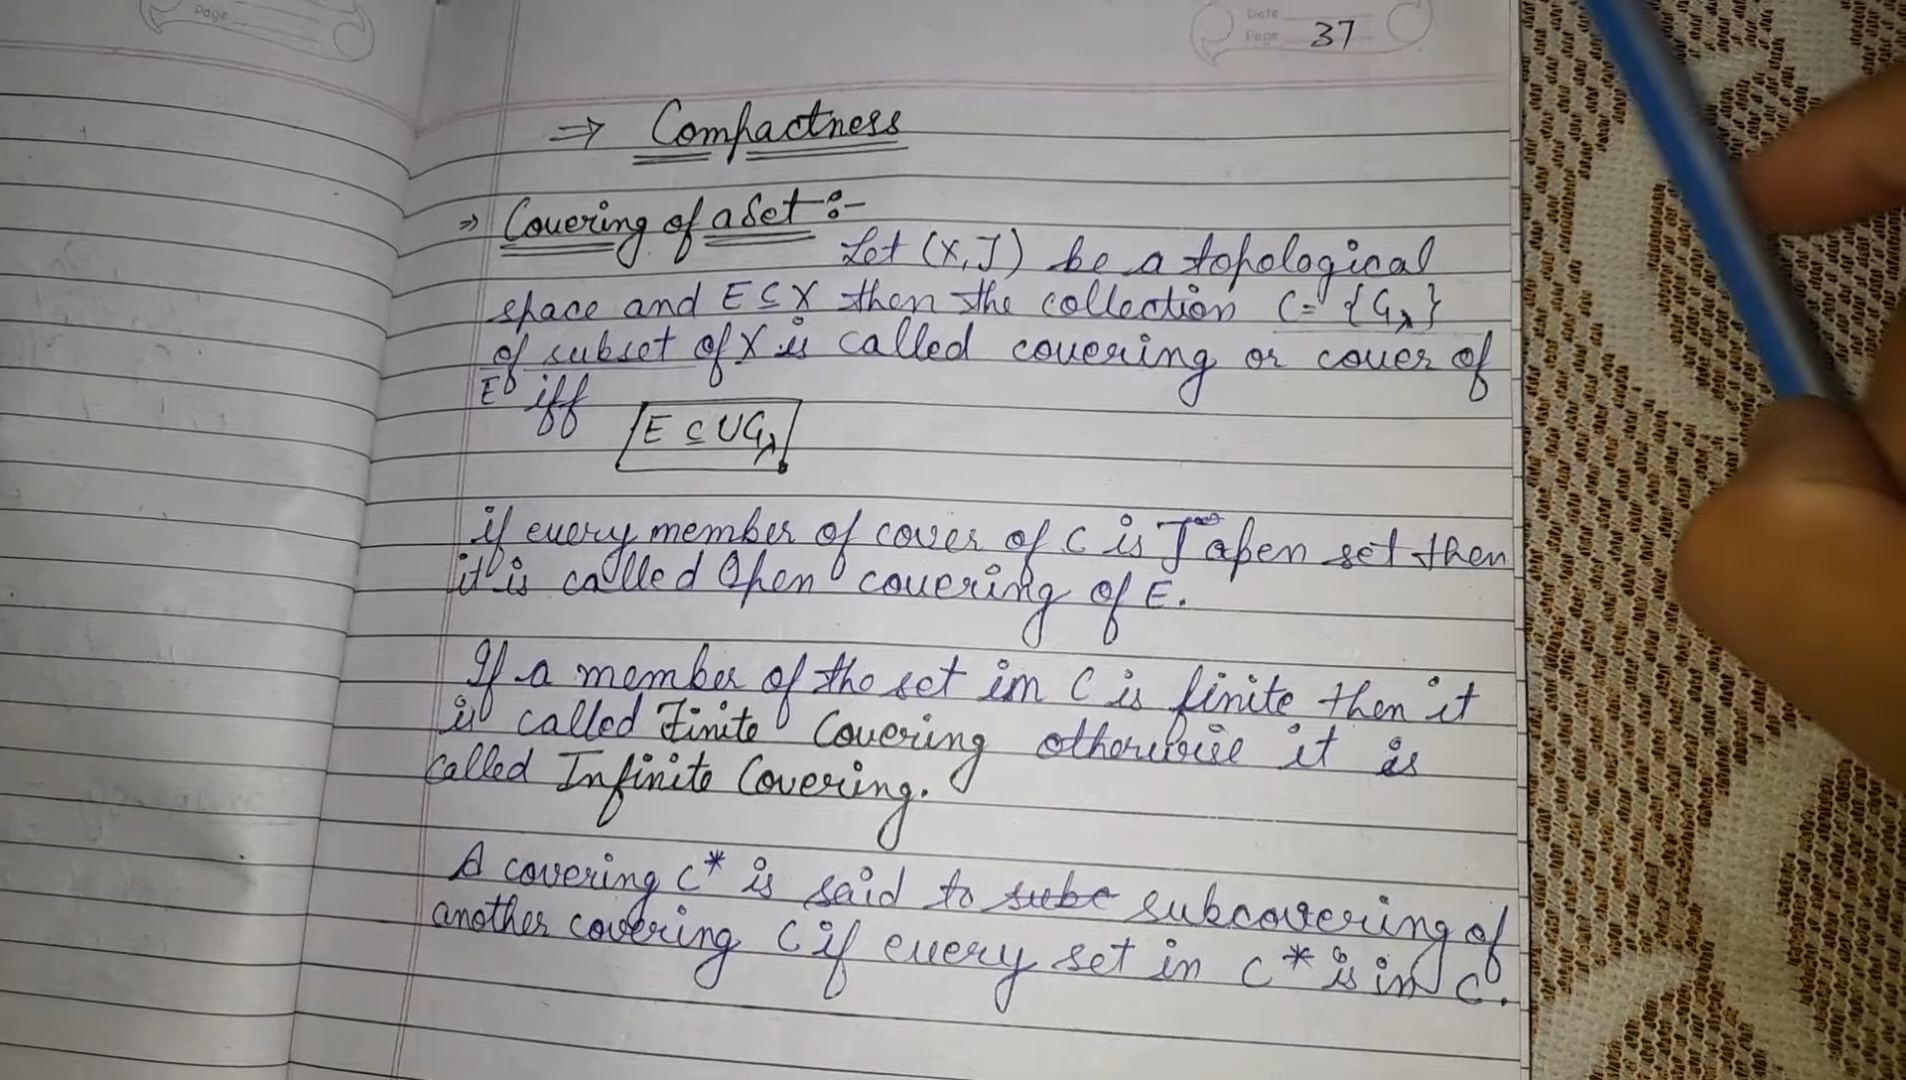 Page
Date
Page 37
⇒ Compactness
⇒ Covering of a Set :-
Let (X,J) be a topological
space and E ⊆ X then the collection C = {Gλ}
of subset of X is called covering or cover of
E iff
E ⊆ ∪Gλ
if every member of cover of C is J open set then
it is called Open covering of E.
If a member of the set in C is finite then it
is called Finite Covering otherwise it is
called Infinite Covering.
A covering C* is said to subcovering of
another covering C if every set in C* is in C.